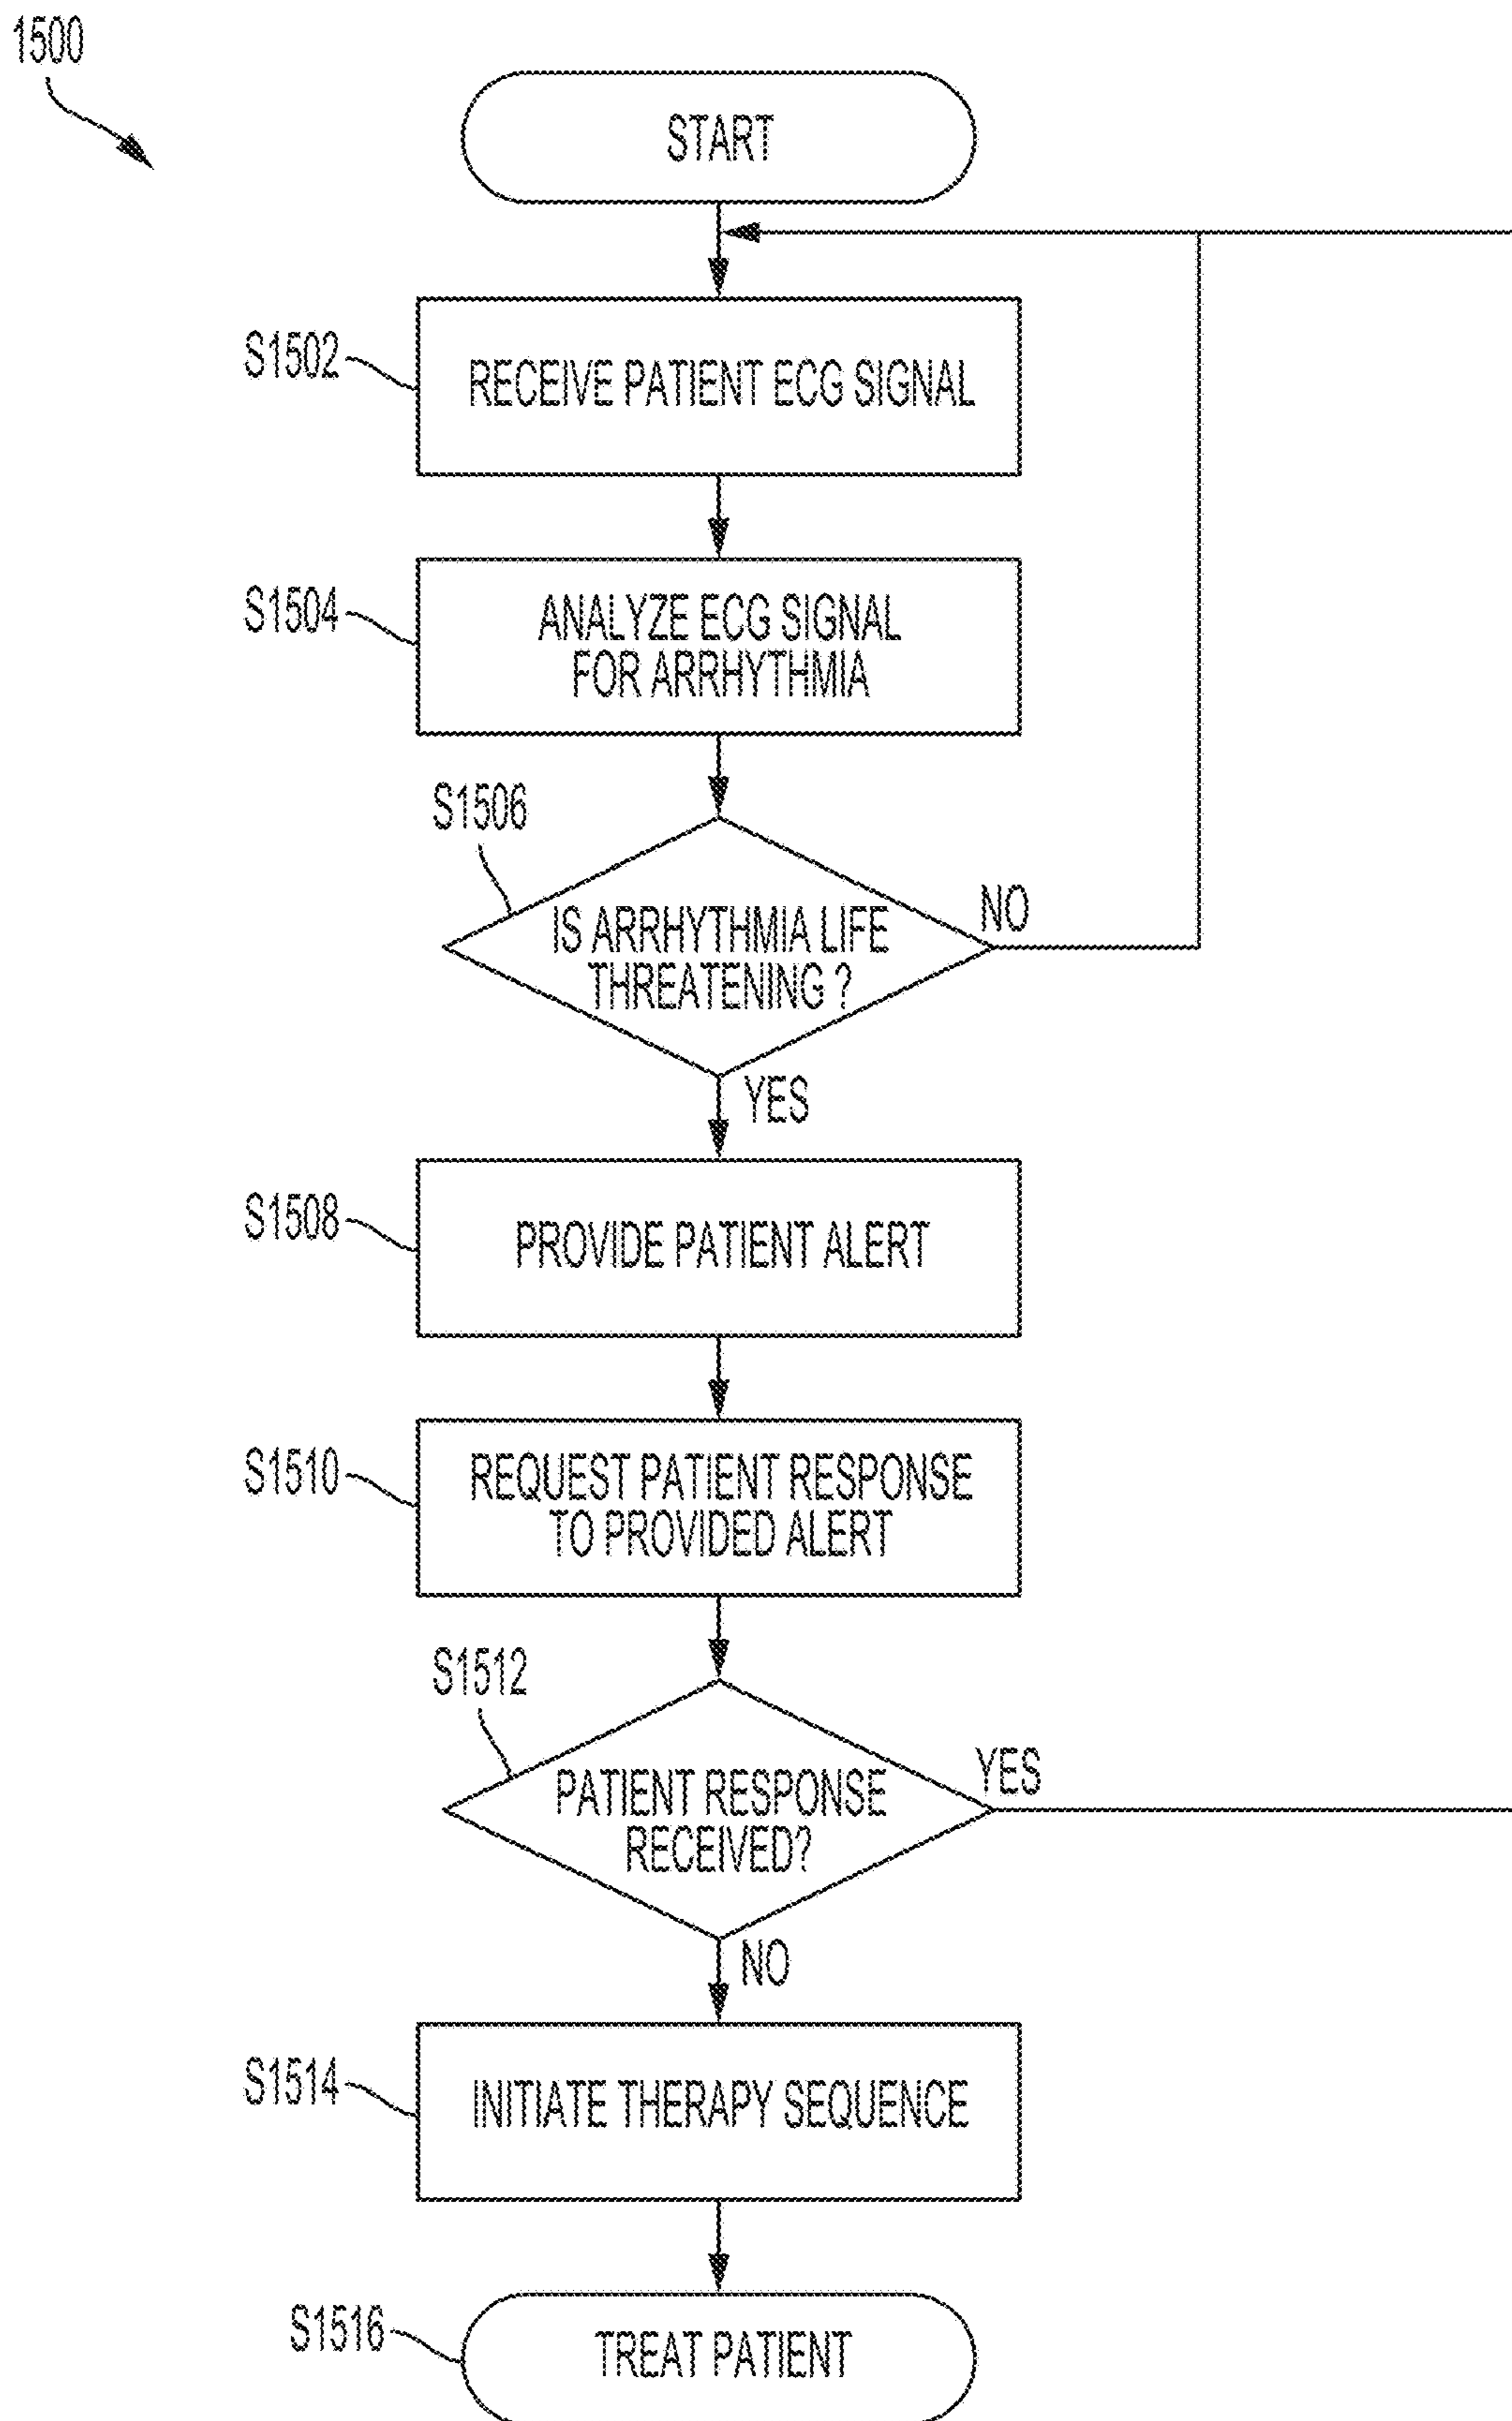 1500
START
S1502
RECEIVE PATIENT ECG SIGNAL
S1504
ANALYZE ECG SIGNAL
FOR ARRHYTHMIA
S1506
IS ARRHYTHMIA LIFE
THREATENING ?
NO
YES
S1508
PROVIDE PATIENT ALERT
S1510
REQUEST PATIENT RESPONSE
TO PROVIDED ALERT
S1512
PATIENT RESPONSE
RECEIVED?
YES
NO
S1514
INITIATE THERAPY SEQUENCE
S1516
TREAT PATIENT